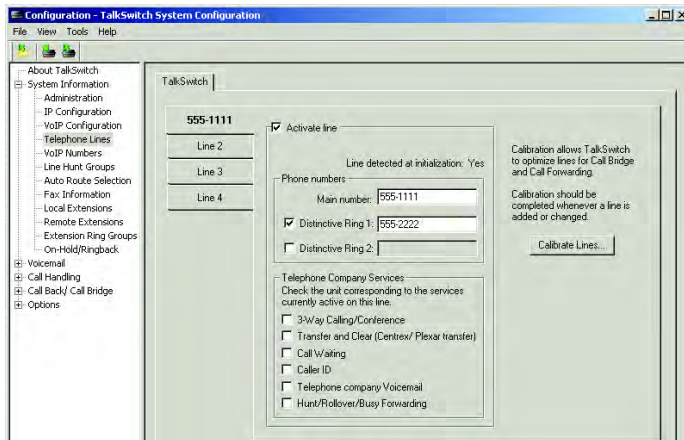 Configuration - TalkSwitch System Configuration
File View Tools Help
About TalkSwitch
System Information
Administration
IP Configuration
VoIP Configuration
Telephone Lines
VoIP Numbers
Line Hunt Groups
Auto Route Selection
Fax Information
Local Extensions
Remote Extensions
Extension Ring Groups
On-Hold/Ringback
Voicemail
Call Handling
Call Back/ Call Bridge
Options
TalkSwitch
555-1111
Line 2
Line 3
Line 4
Activate line
Line detected at initialization: Yes
Phone numbers
Main number: 555-1111
Distinctive Ring 1: 555-2222
Distinctive Ring 2:
Telephone Company Services
Check the unit corresponding to the services
currently active on this line.
3-Way Calling/Conference
Transfer and Clear (Centrex/ Plexar transfer)
Call Waiting
Caller ID
Telephone company Voicemail
Hunt/Rollover/Busy Forwarding
Calibration allows TalkSwitch
to optimize lines for Call Bridge
and Call Forwarding.
Calibration should be
completed whenever a line is
added or changed.
Calibrate Lines...